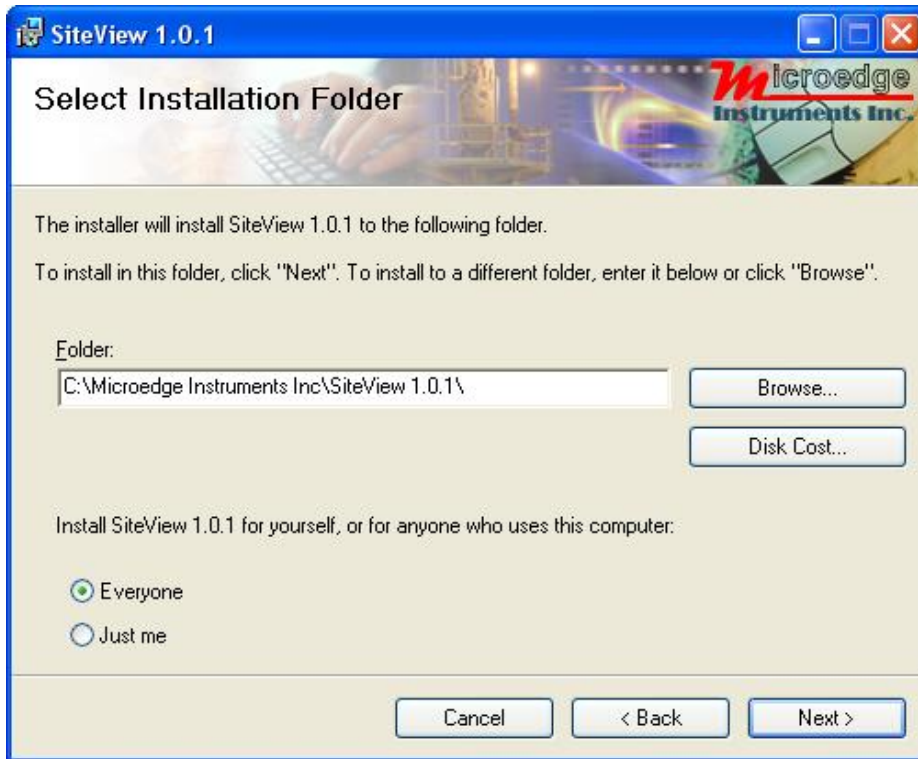 SiteView 1.0.1
Select Installation Folder
Microedge
Instruments Inc.
The installer will install SiteView 1.0.1 to the following folder.
To install in this folder, click "Next". To install to a different folder, enter it below or click "Browse".
Folder:
C:\Microedge Instruments Inc\SiteView 1.0.1\
Browse...
Disk Cost...
Install SiteView 1.0.1 for yourself, or for anyone who uses this computer:
Everyone
Just me
Cancel
< Back
Next >